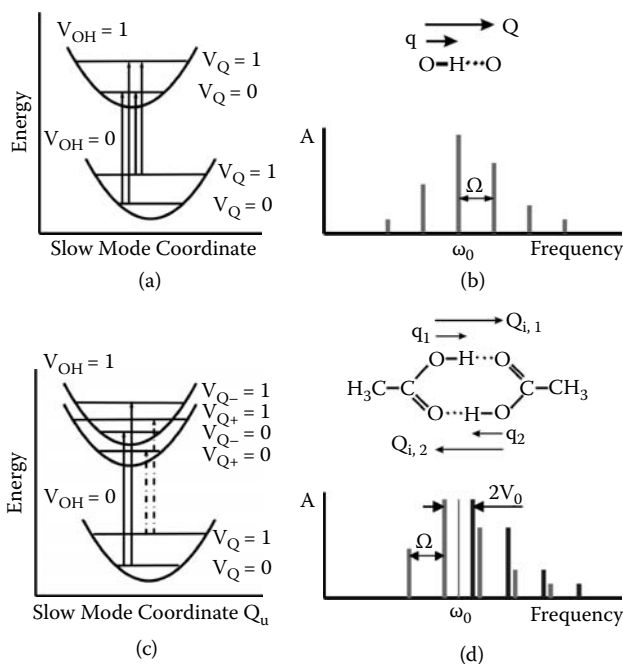 V_OH = 1
V_Q = 1
V_Q = 0
V_OH = 0
V_Q = 1
V_Q = 0
Energy
Slow Mode Coordinate
(a)
Q
q
O–H···O
A
Ω
ω₀
Frequency
(b)
V_OH = 1
V_Q− = 1
V_Q+ = 1
V_Q− = 0
V_Q+ = 0
V_OH = 0
V_Q = 1
V_Q = 0
Energy
Slow Mode Coordinate Q_u
(c)
Q_i, 1
q₁
O–H···O
H₃C–C
C–CH₃
O···H–O
q₂
Q_i, 2
A
2V₀
Ω
ω₀
Frequency
(d)